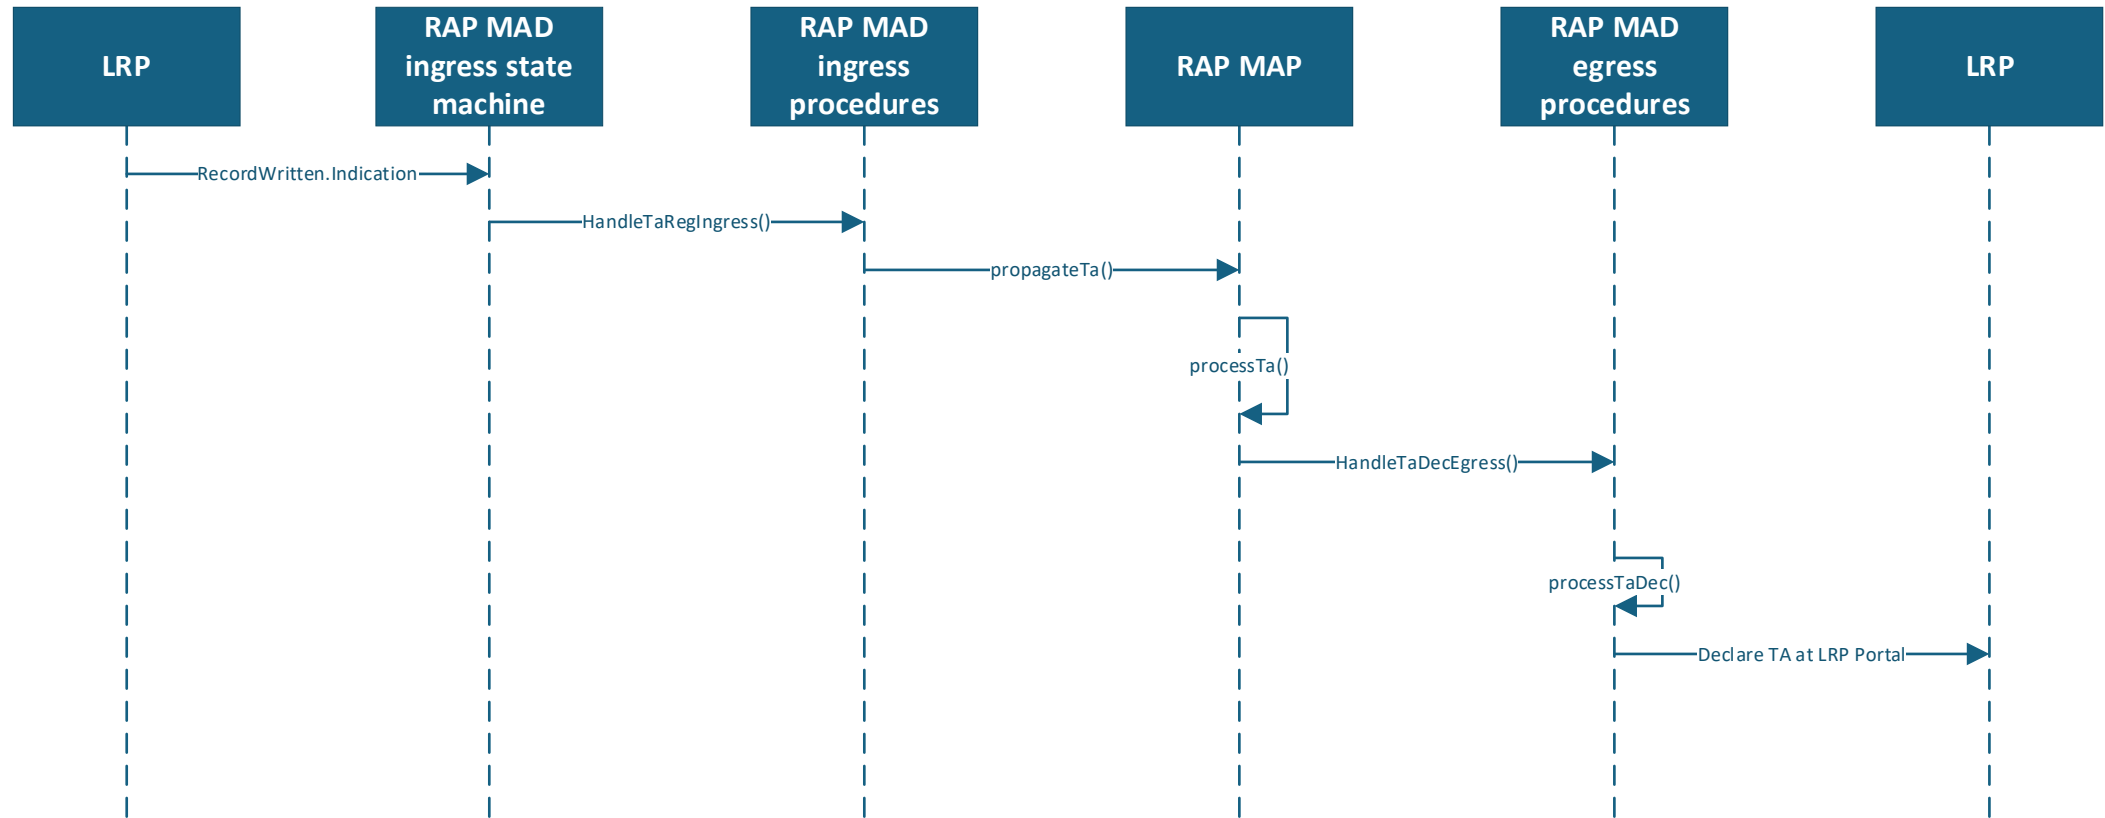 LRP
RAP MAD
ingress state
machine
RAP MAD
ingress
procedures
RAP MAP
RAP MAD
egress
procedures
LRP
RecordWritten.Indication
HandleTaRegIngress()
propagateTa()
processTa()
HandleTaDecEgress()
processTaDec()
Declare TA at LRP Portal